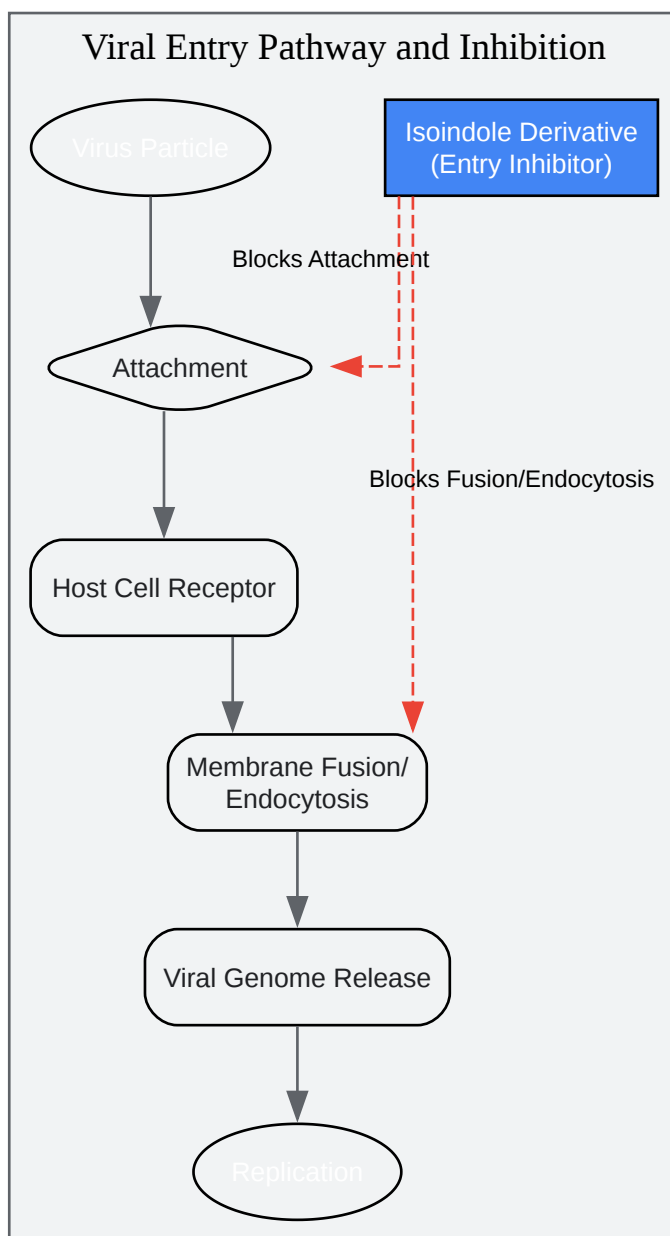 Viral Entry Pathway and Inhibition
Virus Particle
Isoindole Derivative
(Entry Inhibitor)
Blocks Attachment
Attachment
Blocks Fusion/Endocytosis
Host Cell Receptor
Membrane Fusion/
Endocytosis
Viral Genome Release
Replication